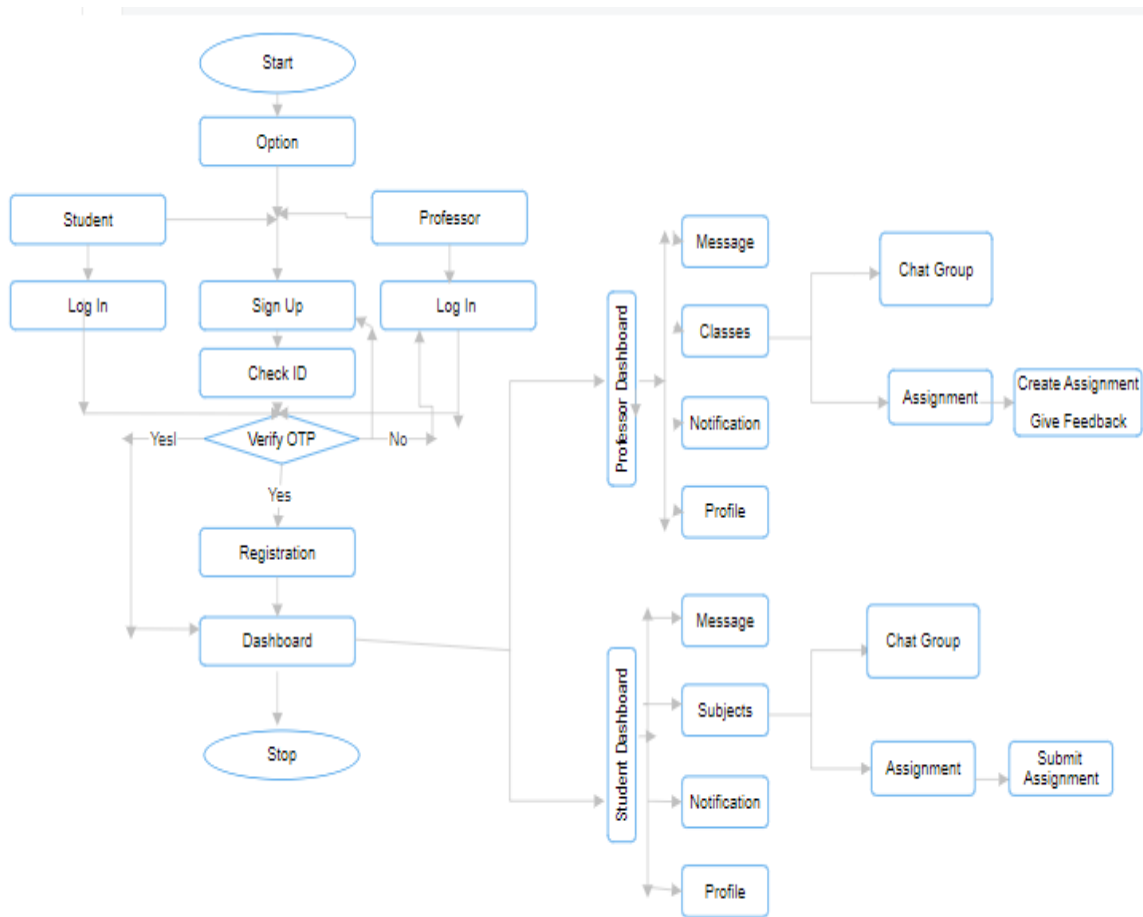 Start
Option
Student
Professor
Log In
Sign Up
Log In
Check ID
Yesl
Verify OTP
No
Yes
Registration
Dashboard
Stop
Professor Dashboard
Message
Classes
Notification
Profile
Chat Group
Assignment
Create Assignment
Give Feedback
Student Dashboard
Message
Subjects
Notification
Profile
Chat Group
Assignment
Submit
Assignment